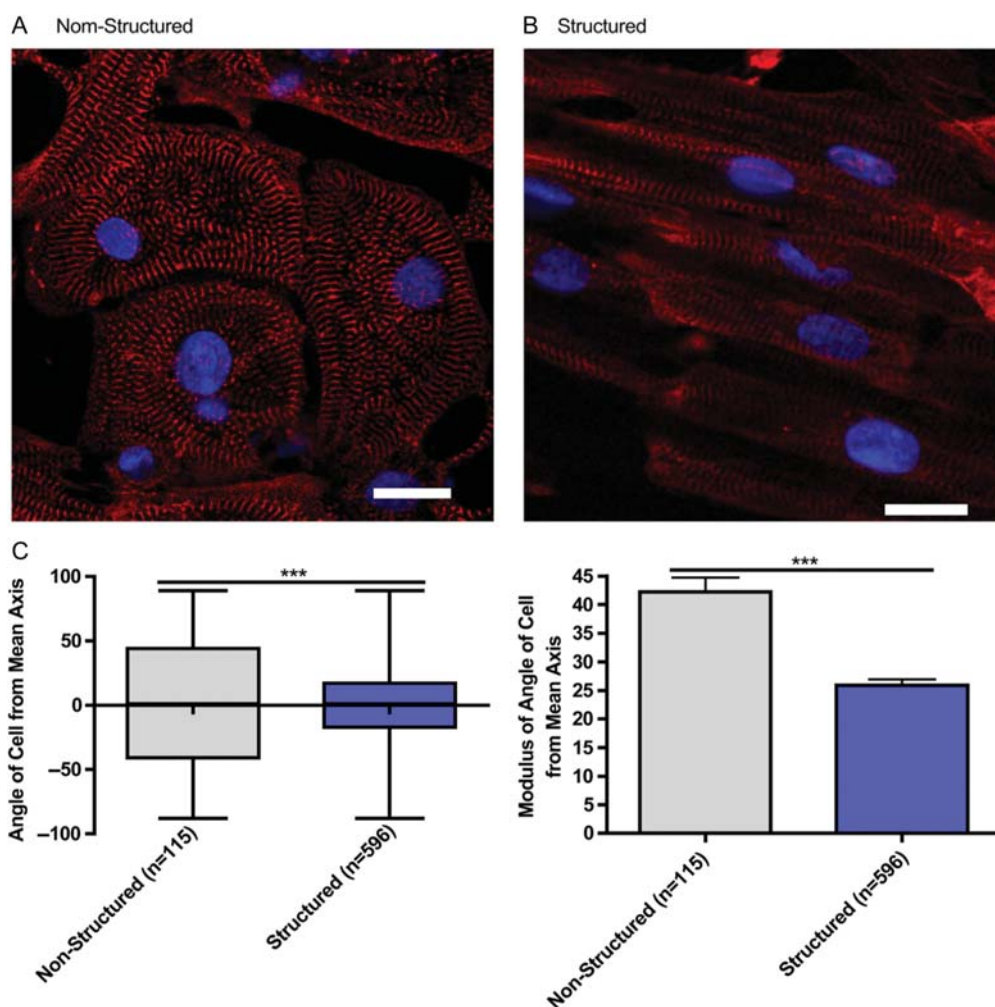 A Nom-Structured
B Structured
C
Angle of Cell from Mean Axis
100
50
0
–50
–100
***
Non-Structured (n=115)
Structured (n=596)
Modulus of Angle of Cell
from Mean Axis
45
40
35
30
25
20
15
10
5
0
***
Non-Structured (n=115)
Structured (n=596)